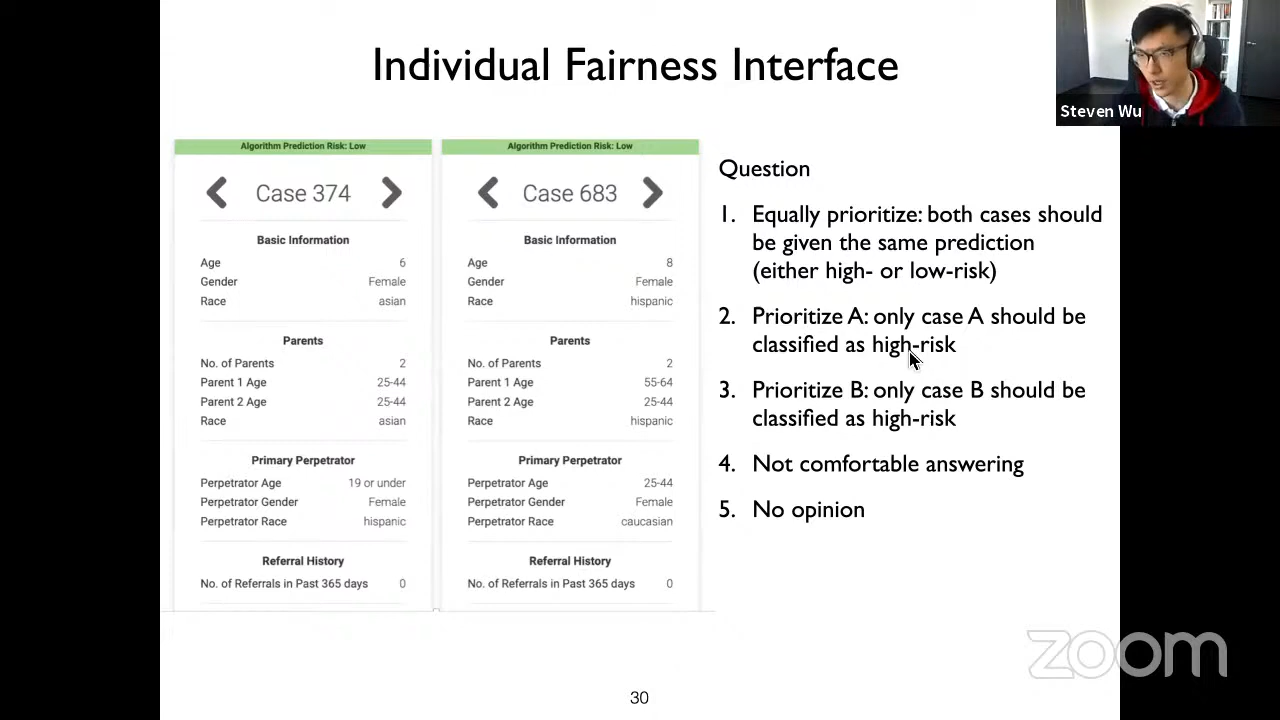 Individual Fairness Interface
Steven Wu
Algorithm Prediction Risk: Low
Case 374
Basic Information
Age 6
Gender Female
Race asian
Parents
No. of Parents 2
Parent 1 Age 25-44
Parent 2 Age 25-44
Race asian
Primary Perpetrator
Perpetrator Age 19 or under
Perpetrator Gender Female
Perpetrator Race hispanic
Referral History
No. of Referrals in Past 365 days 0
Algorithm Prediction Risk: Low
Case 683
Basic Information
Age 8
Gender Female
Race hispanic
Parents
No. of Parents 2
Parent 1 Age 55-64
Parent 2 Age 25-44
Race hispanic
Primary Perpetrator
Perpetrator Age 25-44
Perpetrator Gender Female
Perpetrator Race caucasian
Referral History
No. of Referrals in Past 365 days 0
Question
1. Equally prioritize: both cases should
be given the same prediction
(either high- or low-risk)
2. Prioritize A: only case A should be
classified as high-risk
3. Prioritize B: only case B should be
classified as high-risk
4. Not comfortable answering
5. No opinion
zoom
30